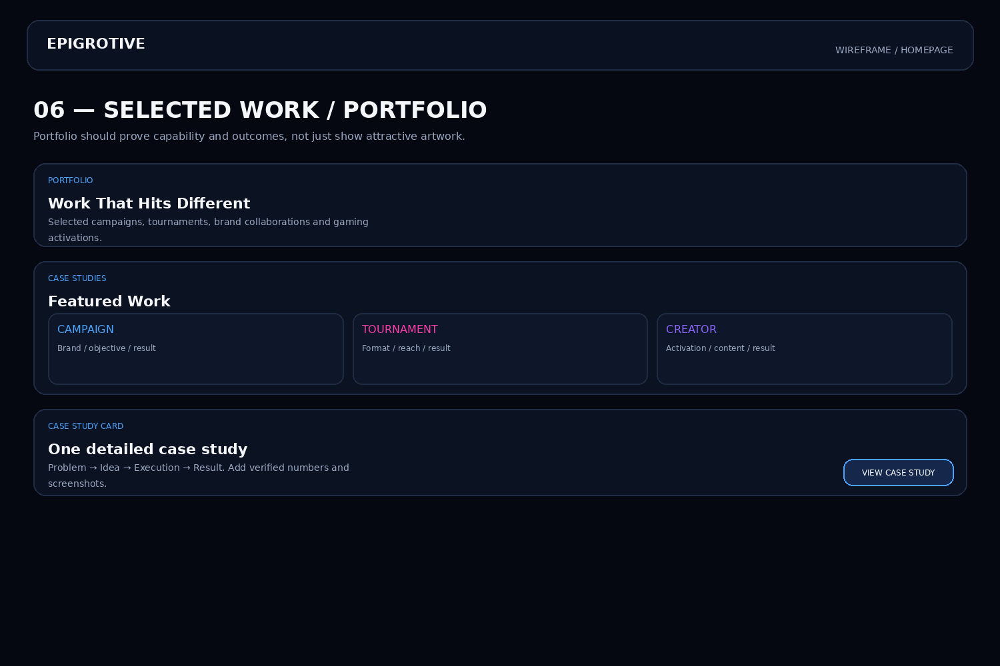 EPIGROTIVE
WIREFRAME / HOMEPAGE
06 — SELECTED WORK / PORTFOLIO
Portfolio should prove capability and outcomes, not just show attractive artwork.
PORTFOLIO
Work That Hits Different
Selected campaigns, tournaments, brand collaborations and gaming
activations.
CASE STUDIES
Featured Work
CAMPAIGN
Brand / objective / result
TOURNAMENT
Format / reach / result
CREATOR
Activation / content / result
CASE STUDY CARD
One detailed case study
Problem → Idea → Execution → Result. Add verified numbers and
screenshots.
VIEW CASE STUDY